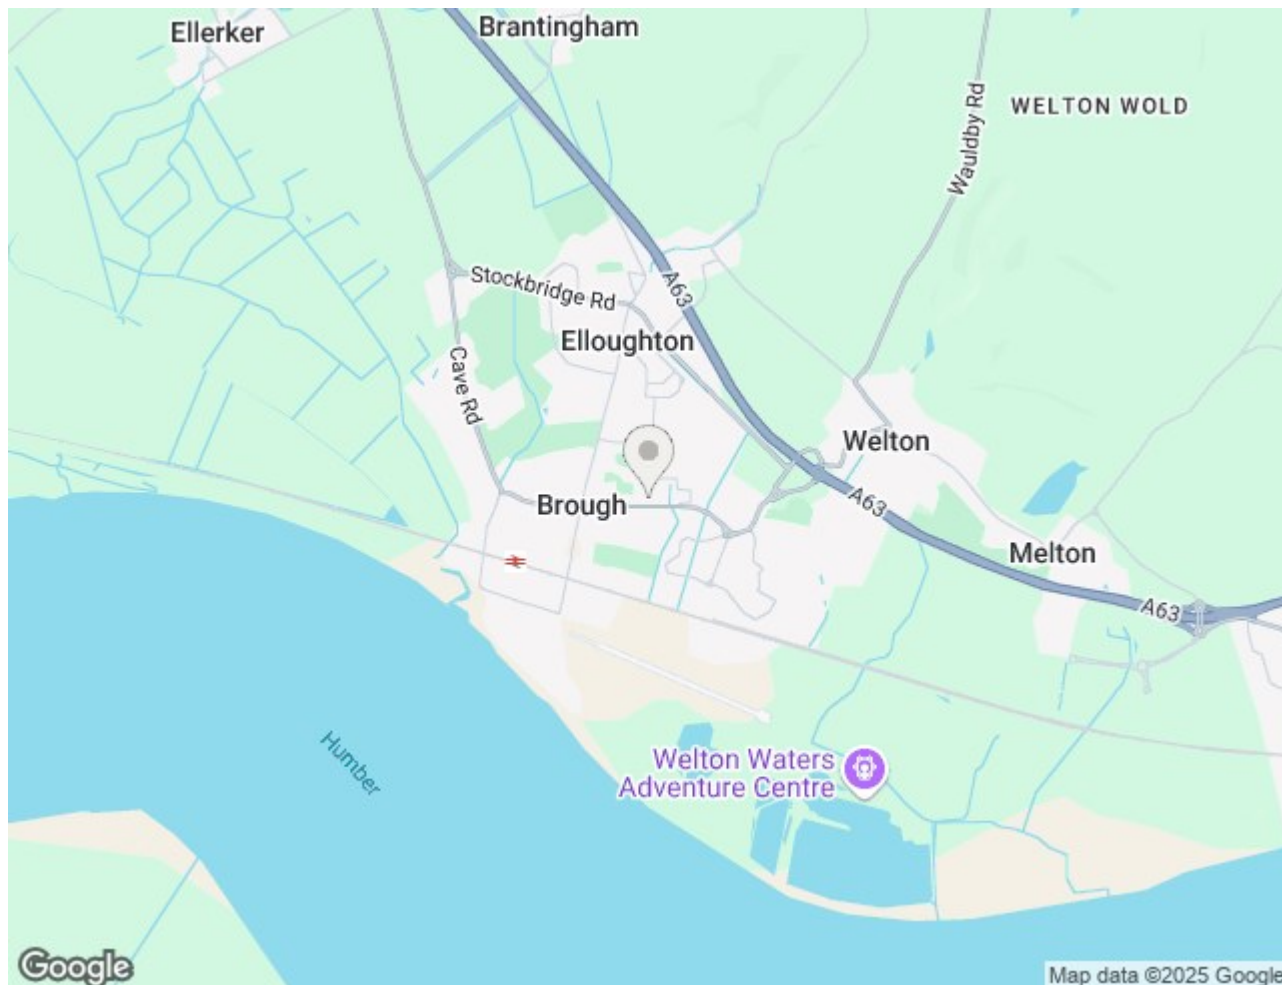 Brantingham
Ellerker
WELTON WOLD
Wauldby Rd
Stockbridge Rd
A63
Elloughton
Cave Rd
Welton
A63
Brough
Melton
A63
Humber
Welton Waters
Adventure Centre
Google
Map data ©2025 Google